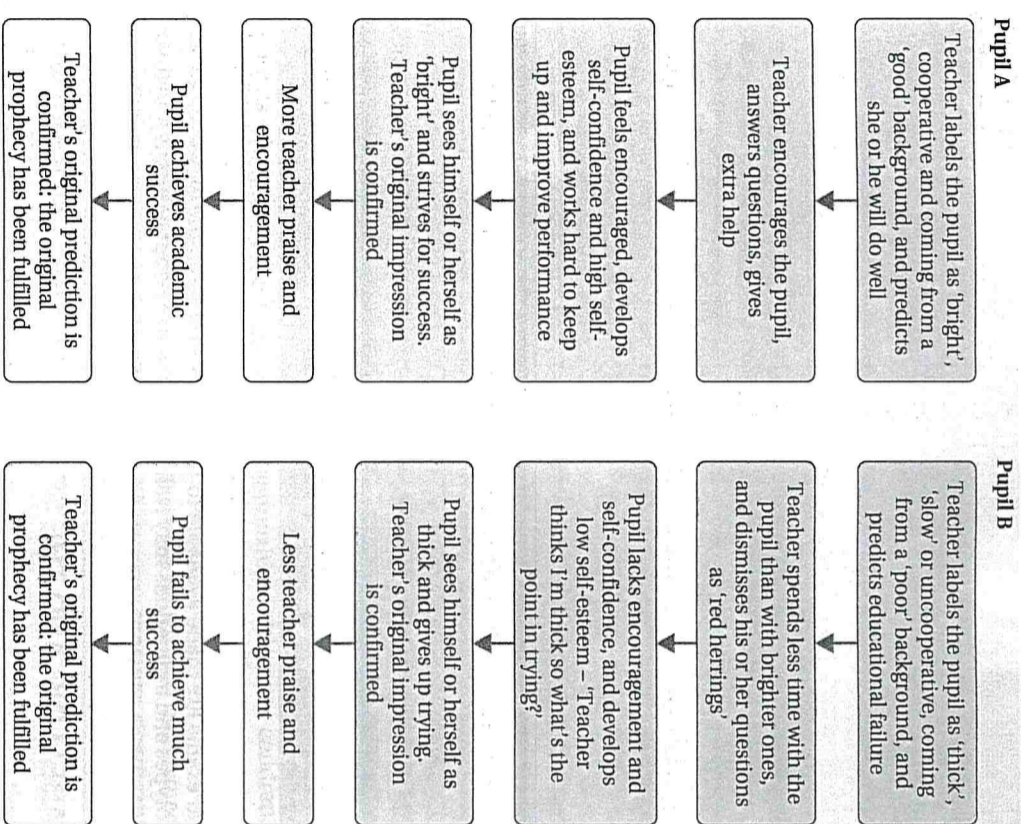 Pupil A
Teacher labels the pupil as 'bright',
cooperative and coming from a
'good' background, and predicts
she or he will do well
Teacher encourages the pupil,
answers questions, gives
extra help
Pupil feels encouraged, develops
self-confidence and high self-
esteem, and works hard to keep
up and improve performance
Pupil sees himself or herself as
'bright' and strives for success.
Teacher's original impression
is confirmed
More teacher praise and
encouragement
Pupil achieves academic
success
Teacher's original prediction is
confirmed: the original
prophecy has been fulfilled
Pupil B
Teacher labels the pupil as 'thick',
'slow' or uncooperative, coming
from a 'poor' background, and
predicts educational failure
Teacher spends less time with the
pupil than with brighter ones,
and dismisses his or her questions
as 'red herrings'
Pupil lacks encouragement and
self-confidence, and develops
low self-esteem – 'Teacher
thinks I'm thick so what's the
point in trying?'
Pupil sees himself or herself as
thick and gives up trying.
Teacher's original impression
is confirmed
Less teacher praise and
encouragement
Pupil fails to achieve much
success
Teacher's original prediction is
confirmed: the original
prophecy has been fulfilled